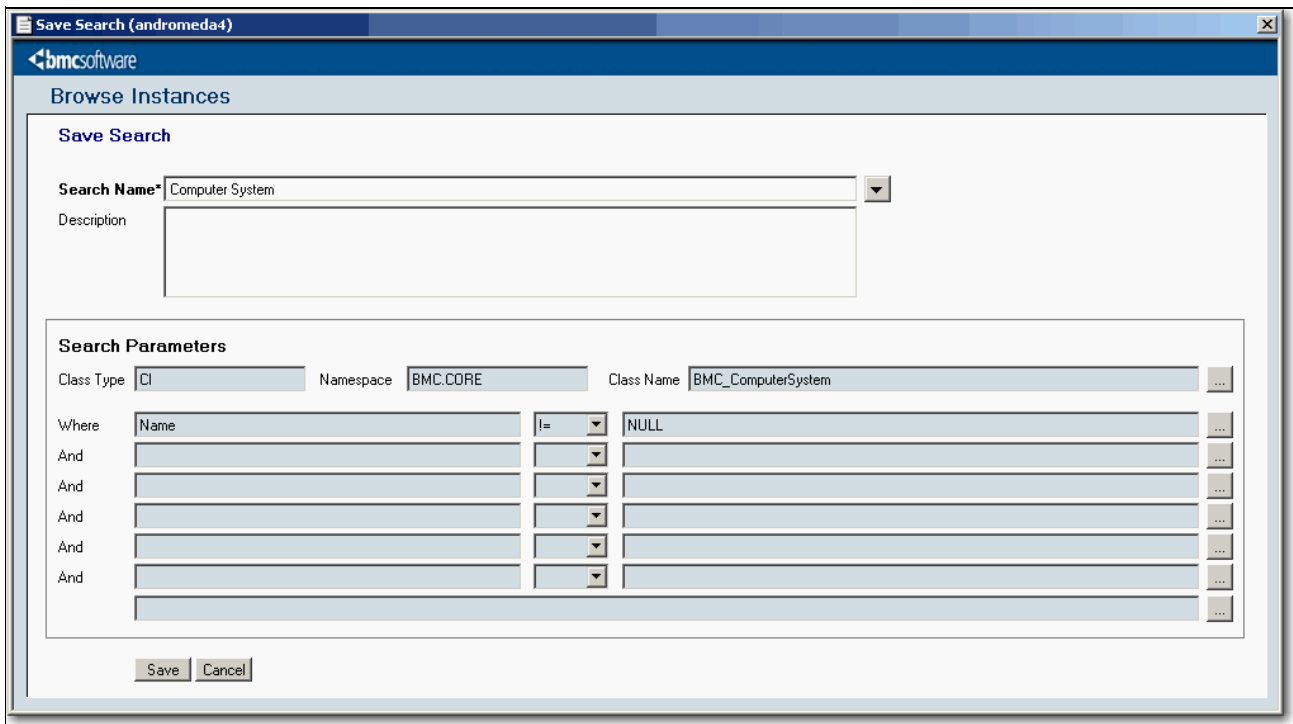 Save Search (andromeda4)
bmcsoftware
Browse Instances
Save Search
Search Name* Computer System
Description
Search Parameters
Class Type CI Namespace BMC.CORE Class Name BMC_ComputerSystem ...
Where Name != NULL ...
And ...
And ...
And ...
And ...
And ...
...
Save Cancel